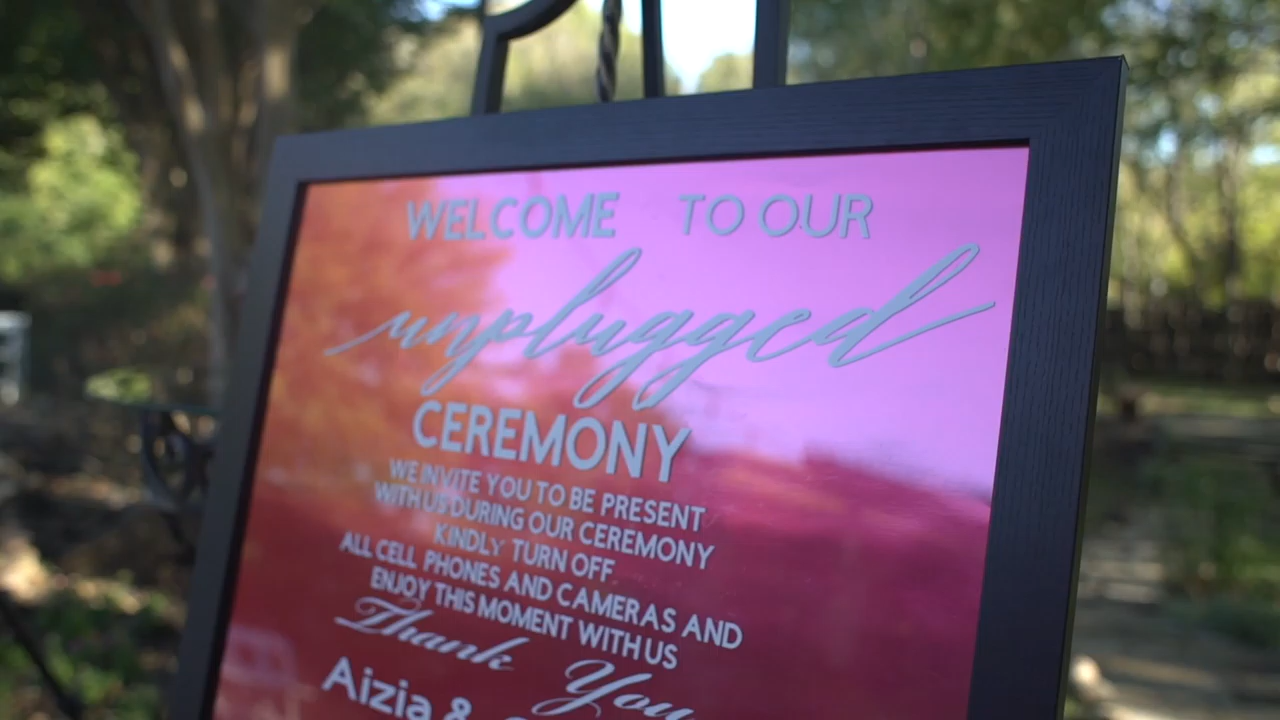 WELCOME TO OUR
unplugged
CEREMONY
WE INVITE YOU TO BE PRESENT
WITH US DURING OUR CEREMONY
KINDLY TURN OFF
ALL CELL PHONES AND CAMERAS AND
ENJOY THIS MOMENT WITH US
Thank You
Aizia &